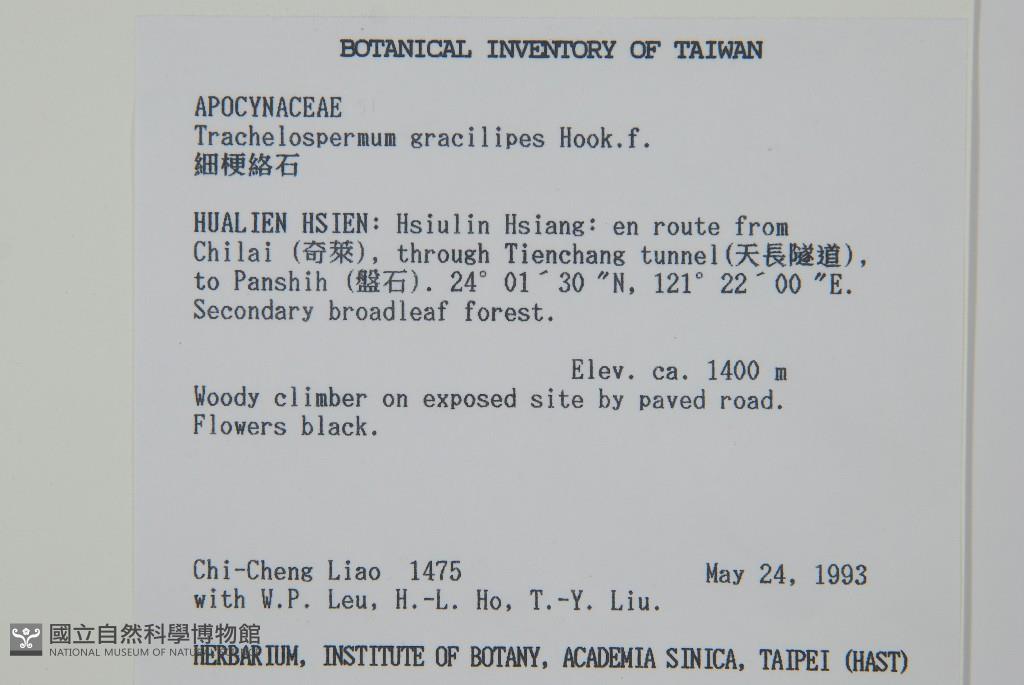 BOTANICAL INVENTORY OF TAIWAN
APOCYNACEAE
Trachelospermum gracilipes Hook.f.
細梗絡石
HUALIEN HSIEN: Hsiulin Hsiang: en route from
Chilai (奇萊), through Tienchang tunnel(天長隧道),
to Panshih (盤石). 24° 01´30 ″N, 121° 22´00 ″E.
Secondary broadleaf forest.
Elev. ca. 1400 m
Woody climber on exposed site by paved road.
Flowers black.
Chi-Cheng Liao 1475 May 24, 1993
with W.P. Leu, H.-L. Ho, T.-Y. Liu.
國立自然科學博物館
NATIONAL MUSEUM OF NATURAL
HERBARIUM, INSTITUTE OF BOTANY, ACADEMIA SINICA, TAIPEI (HAST)